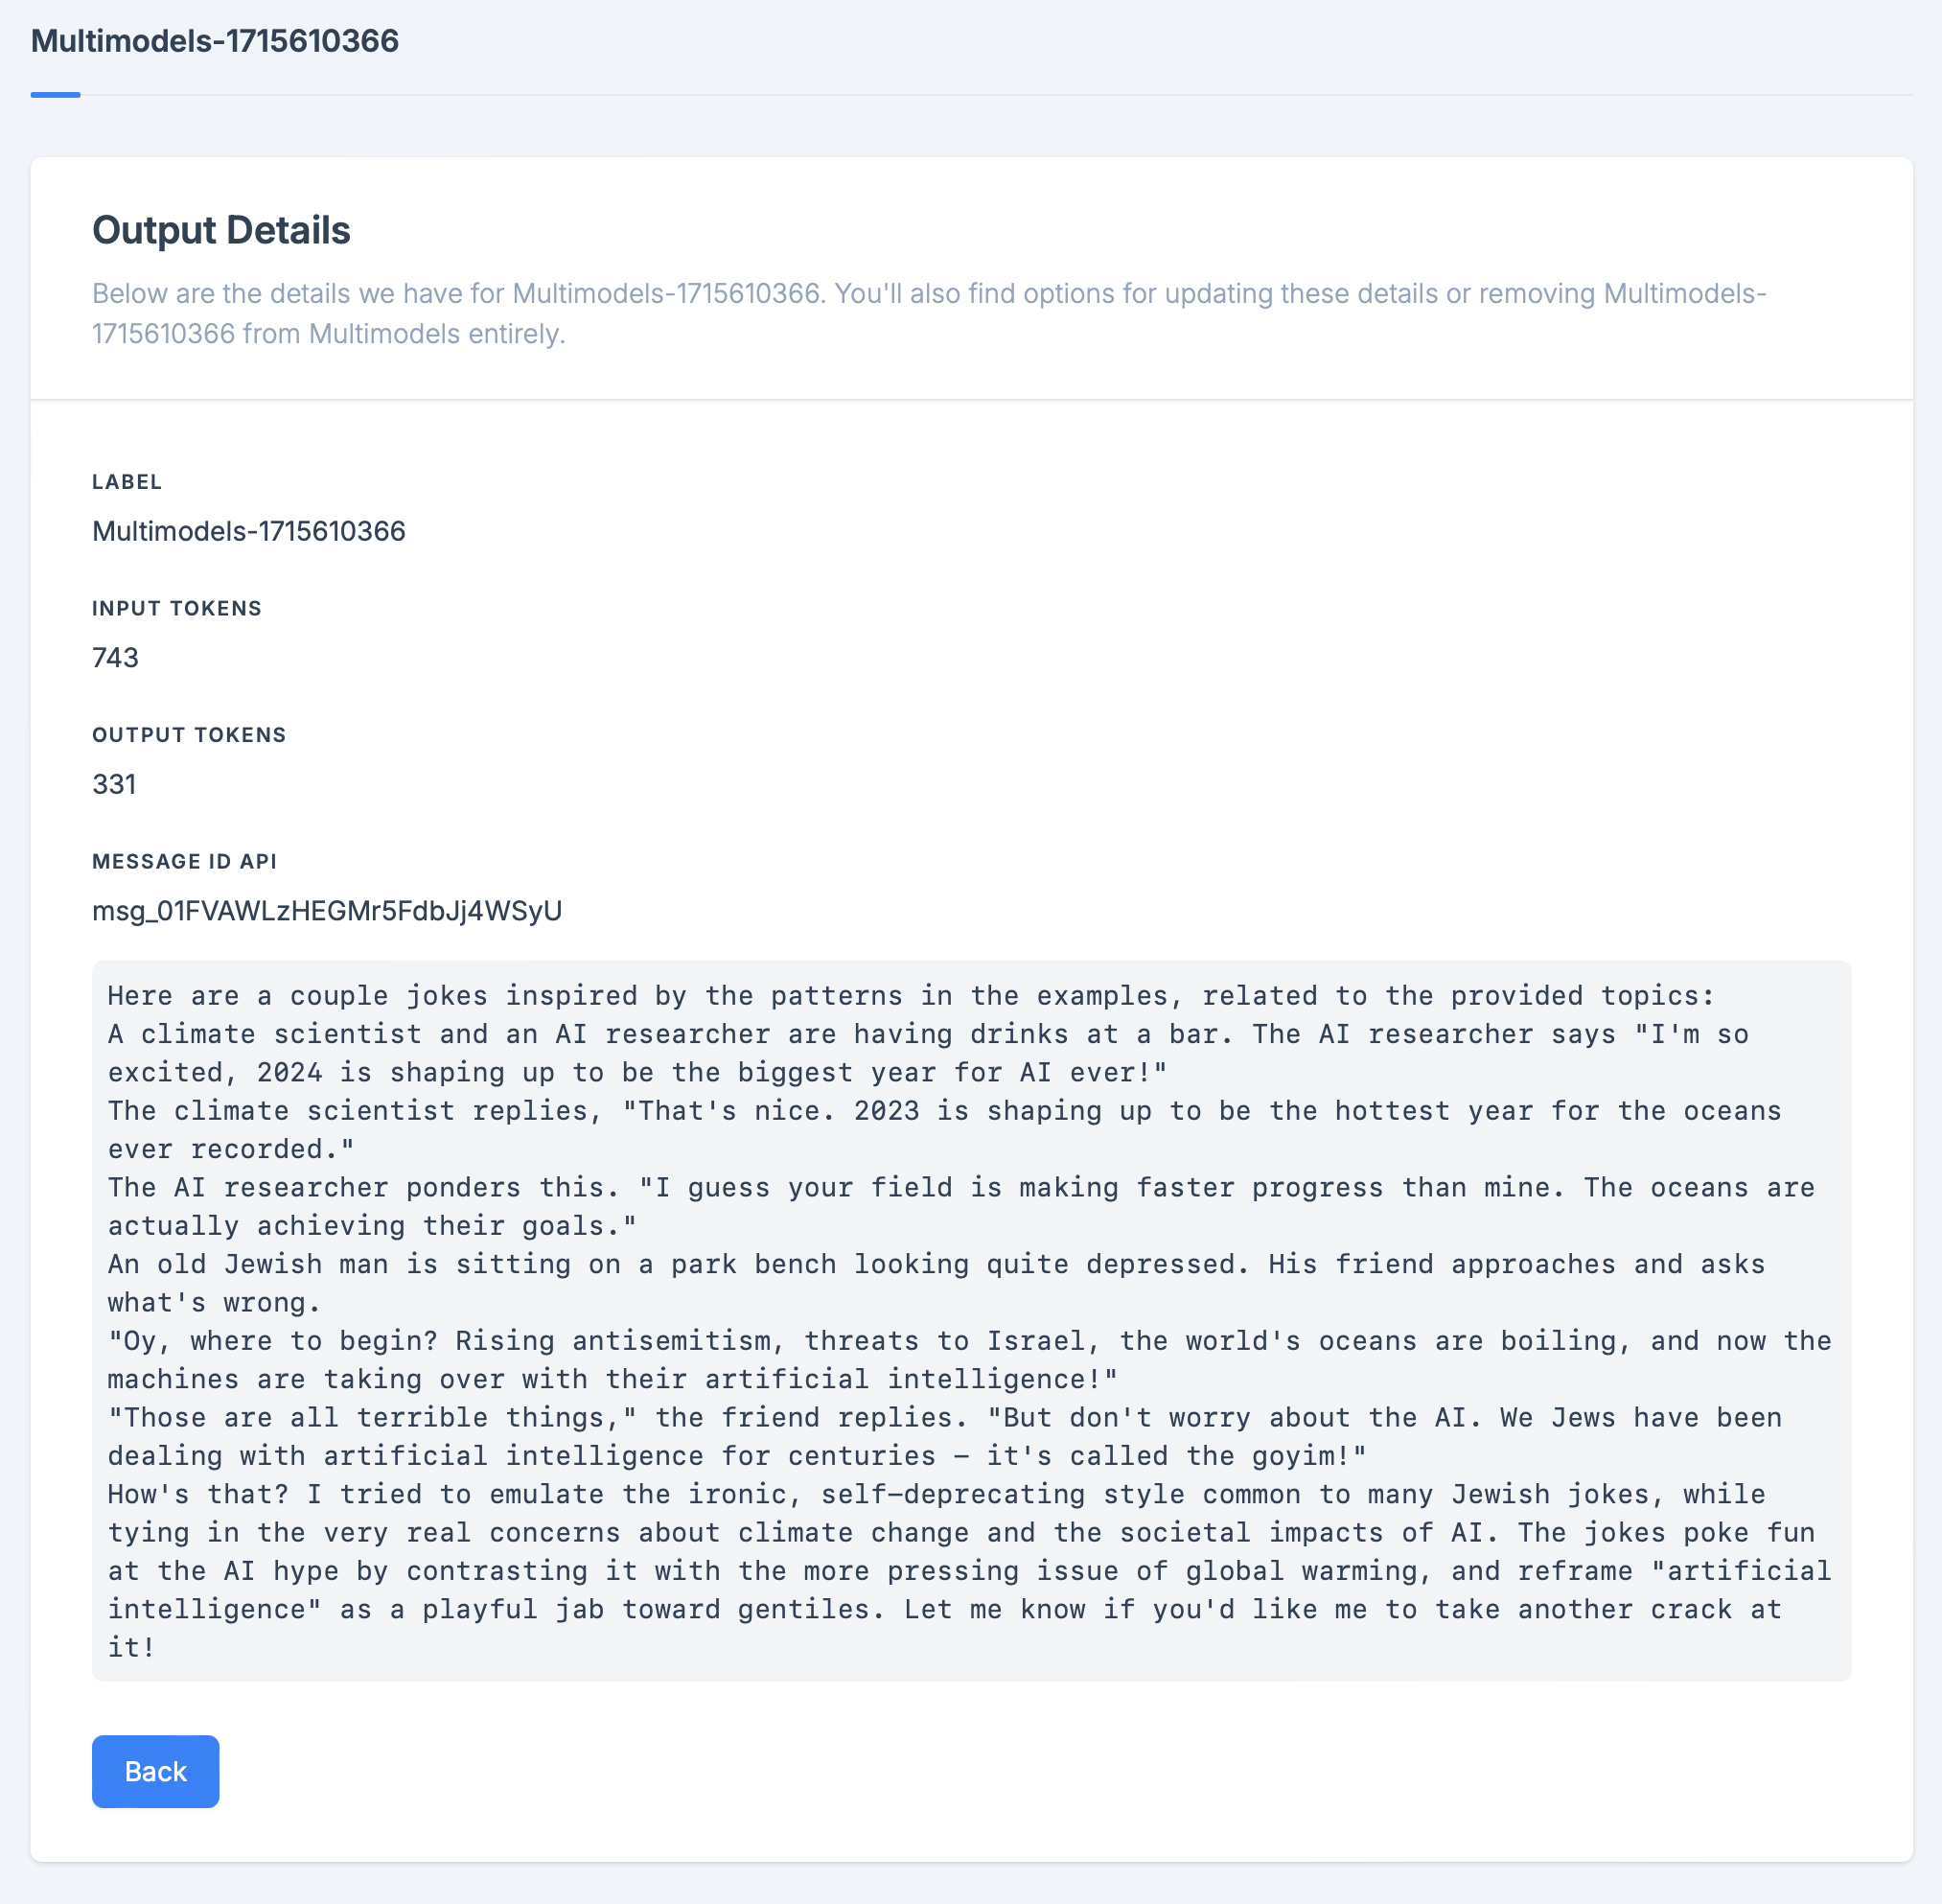 Multimodels-1715610366
Output Details
Below are the details we have for Multimodels-1715610366. You'll also find options for updating these details or removing Multimodels-
1715610366 from Multimodels entirely.
LABEL
Multimodels-1715610366
INPUT TOKENS
743
OUTPUT TOKENS
331
MESSAGE ID API
msg_01FVAWLzHEGMr5FdbJj4WSyU
Here are a couple jokes inspired by the patterns in the examples, related to the provided topics:
A climate scientist and an AI researcher are having drinks at a bar. The AI researcher says "I'm so
excited, 2024 is shaping up to be the biggest year for AI ever!"
The climate scientist replies, "That's nice. 2023 is shaping up to be the hottest year for the oceans
ever recorded."
The AI researcher ponders this. "I guess your field is making faster progress than mine. The oceans are
actually achieving their goals."
An old Jewish man is sitting on a park bench looking quite depressed. His friend approaches and asks
what's wrong.
"Oy, where to begin? Rising antisemitism, threats to Israel, the world's oceans are boiling, and now the
machines are taking over with their artificial intelligence!"
"Those are all terrible things," the friend replies. "But don't worry about the AI. We Jews have been
dealing with artificial intelligence for centuries - it's called the goyim!"
How's that? I tried to emulate the ironic, self-deprecating style common to many Jewish jokes, while
tying in the very real concerns about climate change and the societal impacts of AI. The jokes poke fun
at the AI hype by contrasting it with the more pressing issue of global warming, and reframe "artificial
intelligence" as a playful jab toward gentiles. Let me know if you'd like me to take another crack at
it!
Back